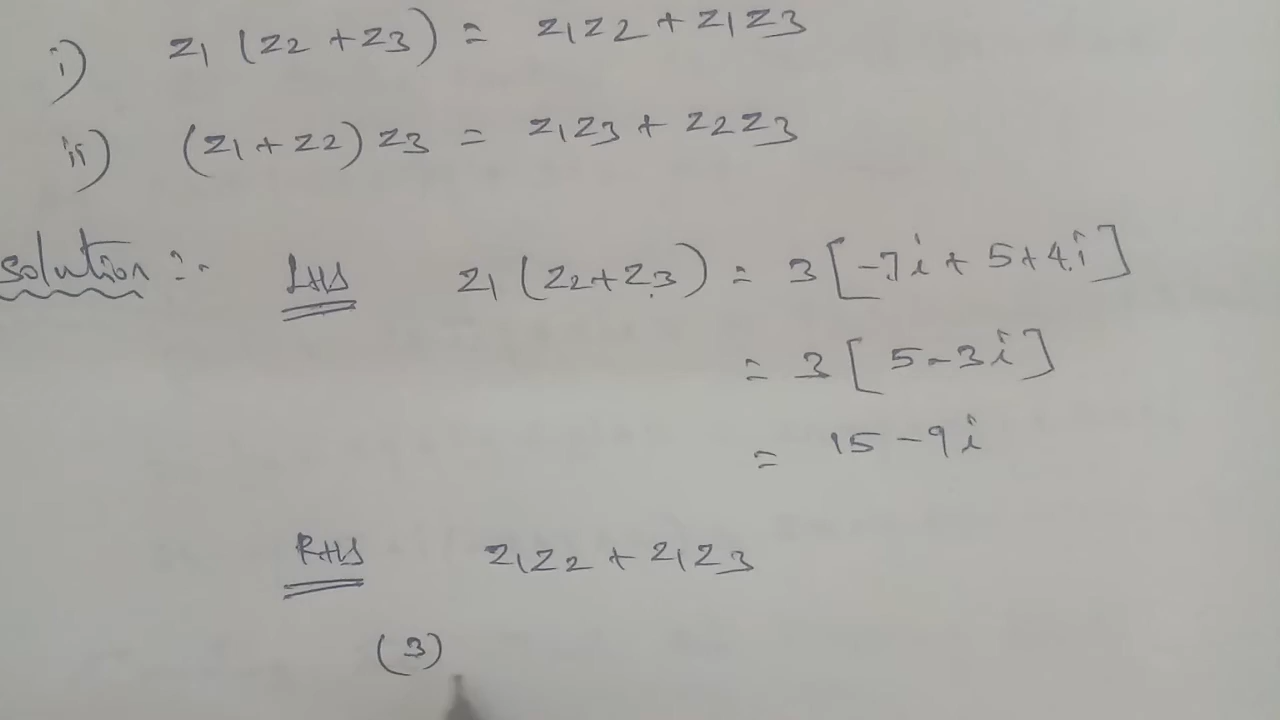 i) z1 (z2 + z3) = z1z2 + z1z3
ii) (z1 + z2) z3 = z1z3 + z2z3
Solution :- LHS z1 (z2+z3) = 3[-7i + 5+4i]
= 3[5-3i]
= 15-9i
RHS z1z2 + z1z3
(3)